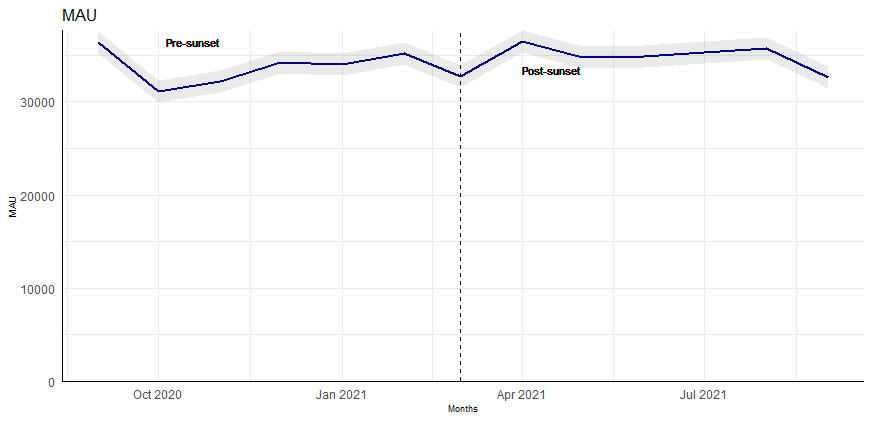 MAU
Pre-sunset
Post-sunset
30000
20000
10000
0
MAU
Oct 2020
Jan 2021
Apr 2021
Jul 2021
Months